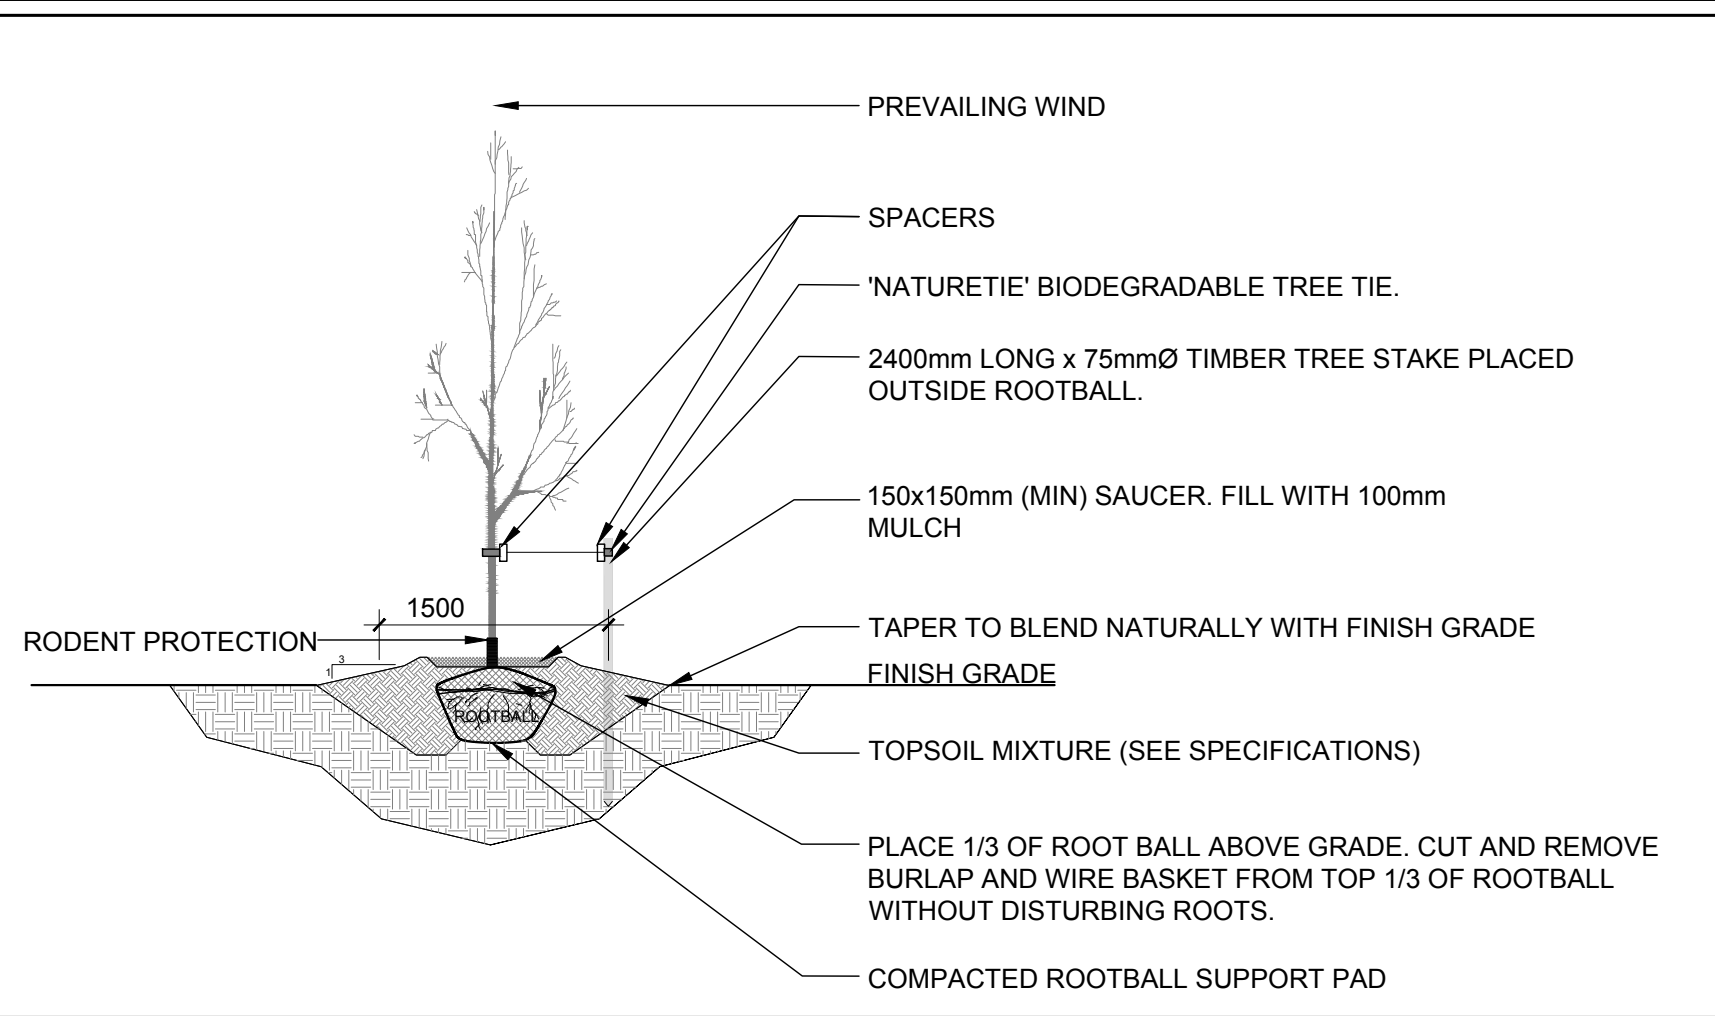 PREVAILING WIND
SPACERS
'NATURETIE' BIODEGRADABLE TREE TIE.
2400mm LONG x 75mmØ TIMBER TREE STAKE PLACED
OUTSIDE ROOTBALL.
150x150mm (MIN) SAUCER. FILL WITH 100mm
MULCH
1500
RODENT PROTECTION
TAPER TO BLEND NATURALLY WITH FINISH GRADE
3
1
FINISH GRADE
ROOTBALL
TOPSOIL MIXTURE (SEE SPECIFICATIONS)
PLACE 1/3 OF ROOT BALL ABOVE GRADE. CUT AND REMOVE
BURLAP AND WIRE BASKET FROM TOP 1/3 OF ROOTBALL
WITHOUT DISTURBING ROOTS.
COMPACTED ROOTBALL SUPPORT PAD